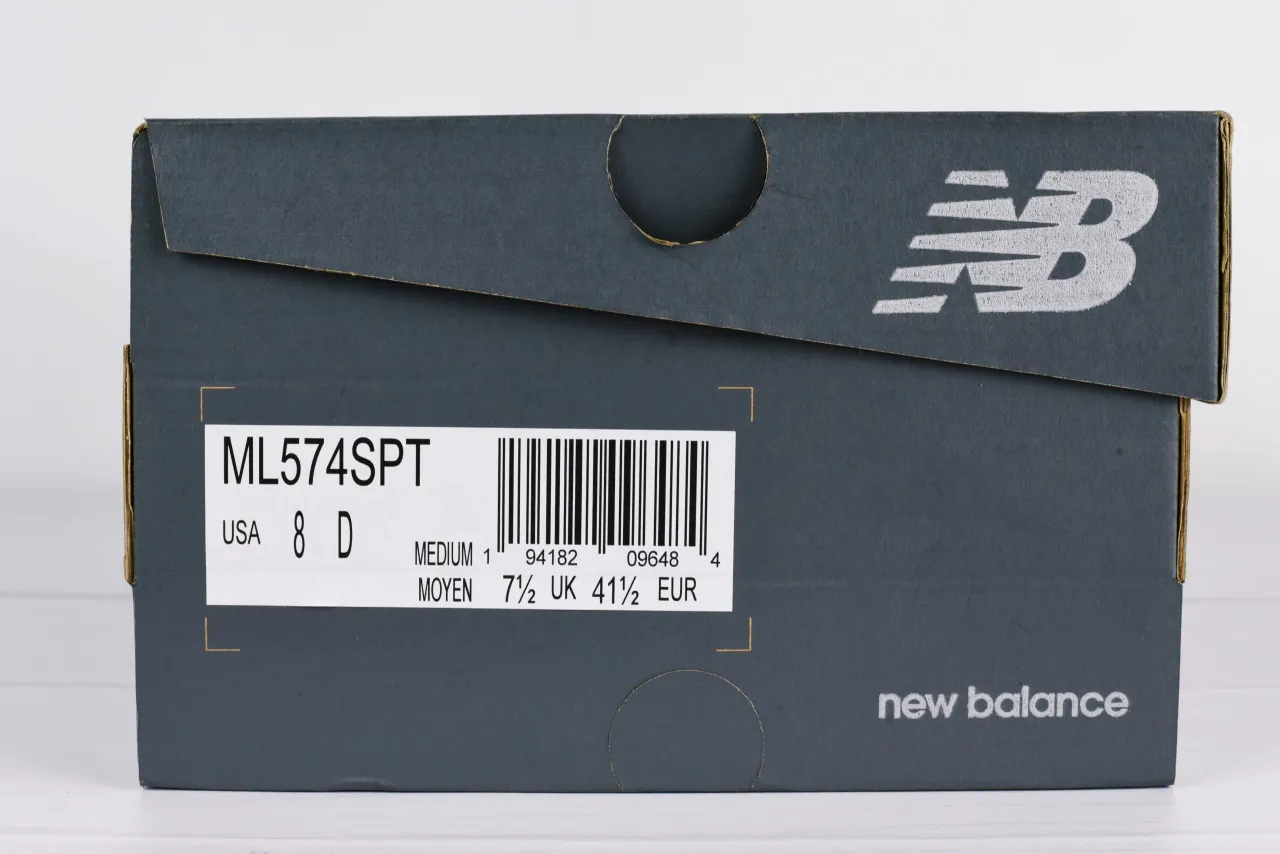 NB
ML574SPT
USA 8 D
MEDIUM 1 94182 09648 4
MOYEN 7½ UK 41½ EUR
new balance